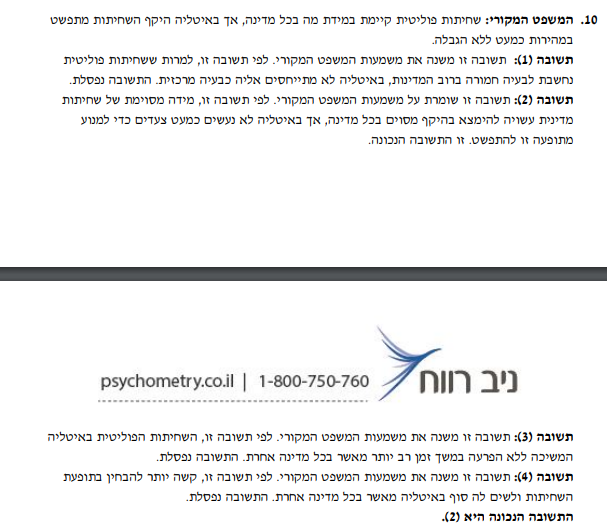 10. המשפט המקורי: שחיתות פוליטית קיימת במידת מה בכל מדינה, אך באיטליה היקף השחיתות מתפשט
במהירות כמעט ללא הגבלה.
תשובה (1): תשובה זו משנה את משמעות המשפט המקורי. לפי תשובה זו, למרות ששחיתות פוליטית
נחשבת לבעיה חמורה ברוב המדינות, באיטליה לא מתייחסים אליה כבעיה מרכזית. התשובה נפסלת.
תשובה (2): תשובה זו שומרת על משמעות המשפט המקורי. לפי תשובה זו, מידה מסוימת של שחיתות
מדינית עשויה להימצא בהיקף מסוים בכל מדינה, אך באיטליה לא נעשים כמעט צעדים כדי למנוע
מתופעה זו להתפשט. זו התשובה הנכונה.
ניב רווח
psychometry.co.il | 1-800-750-760
תשובה (3): תשובה זו משנה את משמעות המשפט המקורי. לפי תשובה זו, השחיתות הפוליטית באיטליה
המשיכה ללא הפרעה במשך זמן רב יותר מאשר בכל מדינה אחרת. התשובה נפסלת.
תשובה (4): תשובה זו משנה את משמעות המשפט המקורי. לפי תשובה זו, קשה יותר להבחין בתופעת
השחיתות ולשים לה סוף באיטליה מאשר בכל מדינה אחרת. התשובה נפסלת.
התשובה הנכונה היא (2).